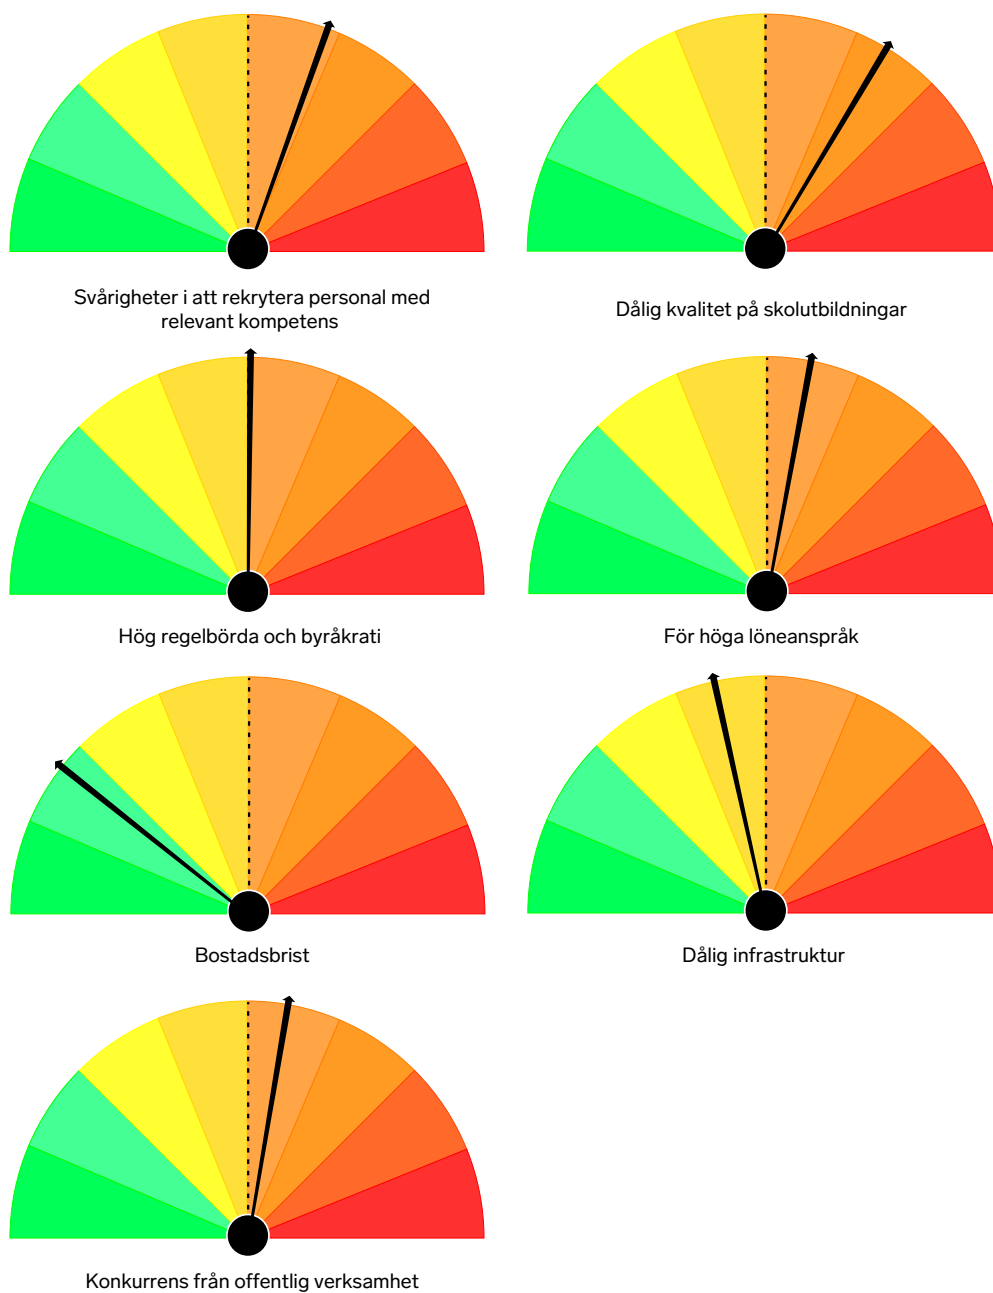 Svårigheter i att rekrytera personal med
relevant kompetens
Dålig kvalitet på skolutbildningar
Hög regelbörda och byråkrati
För höga löneanspråk
Bostadsbrist
Dålig infrastruktur
Konkurrens från offentlig verksamhet